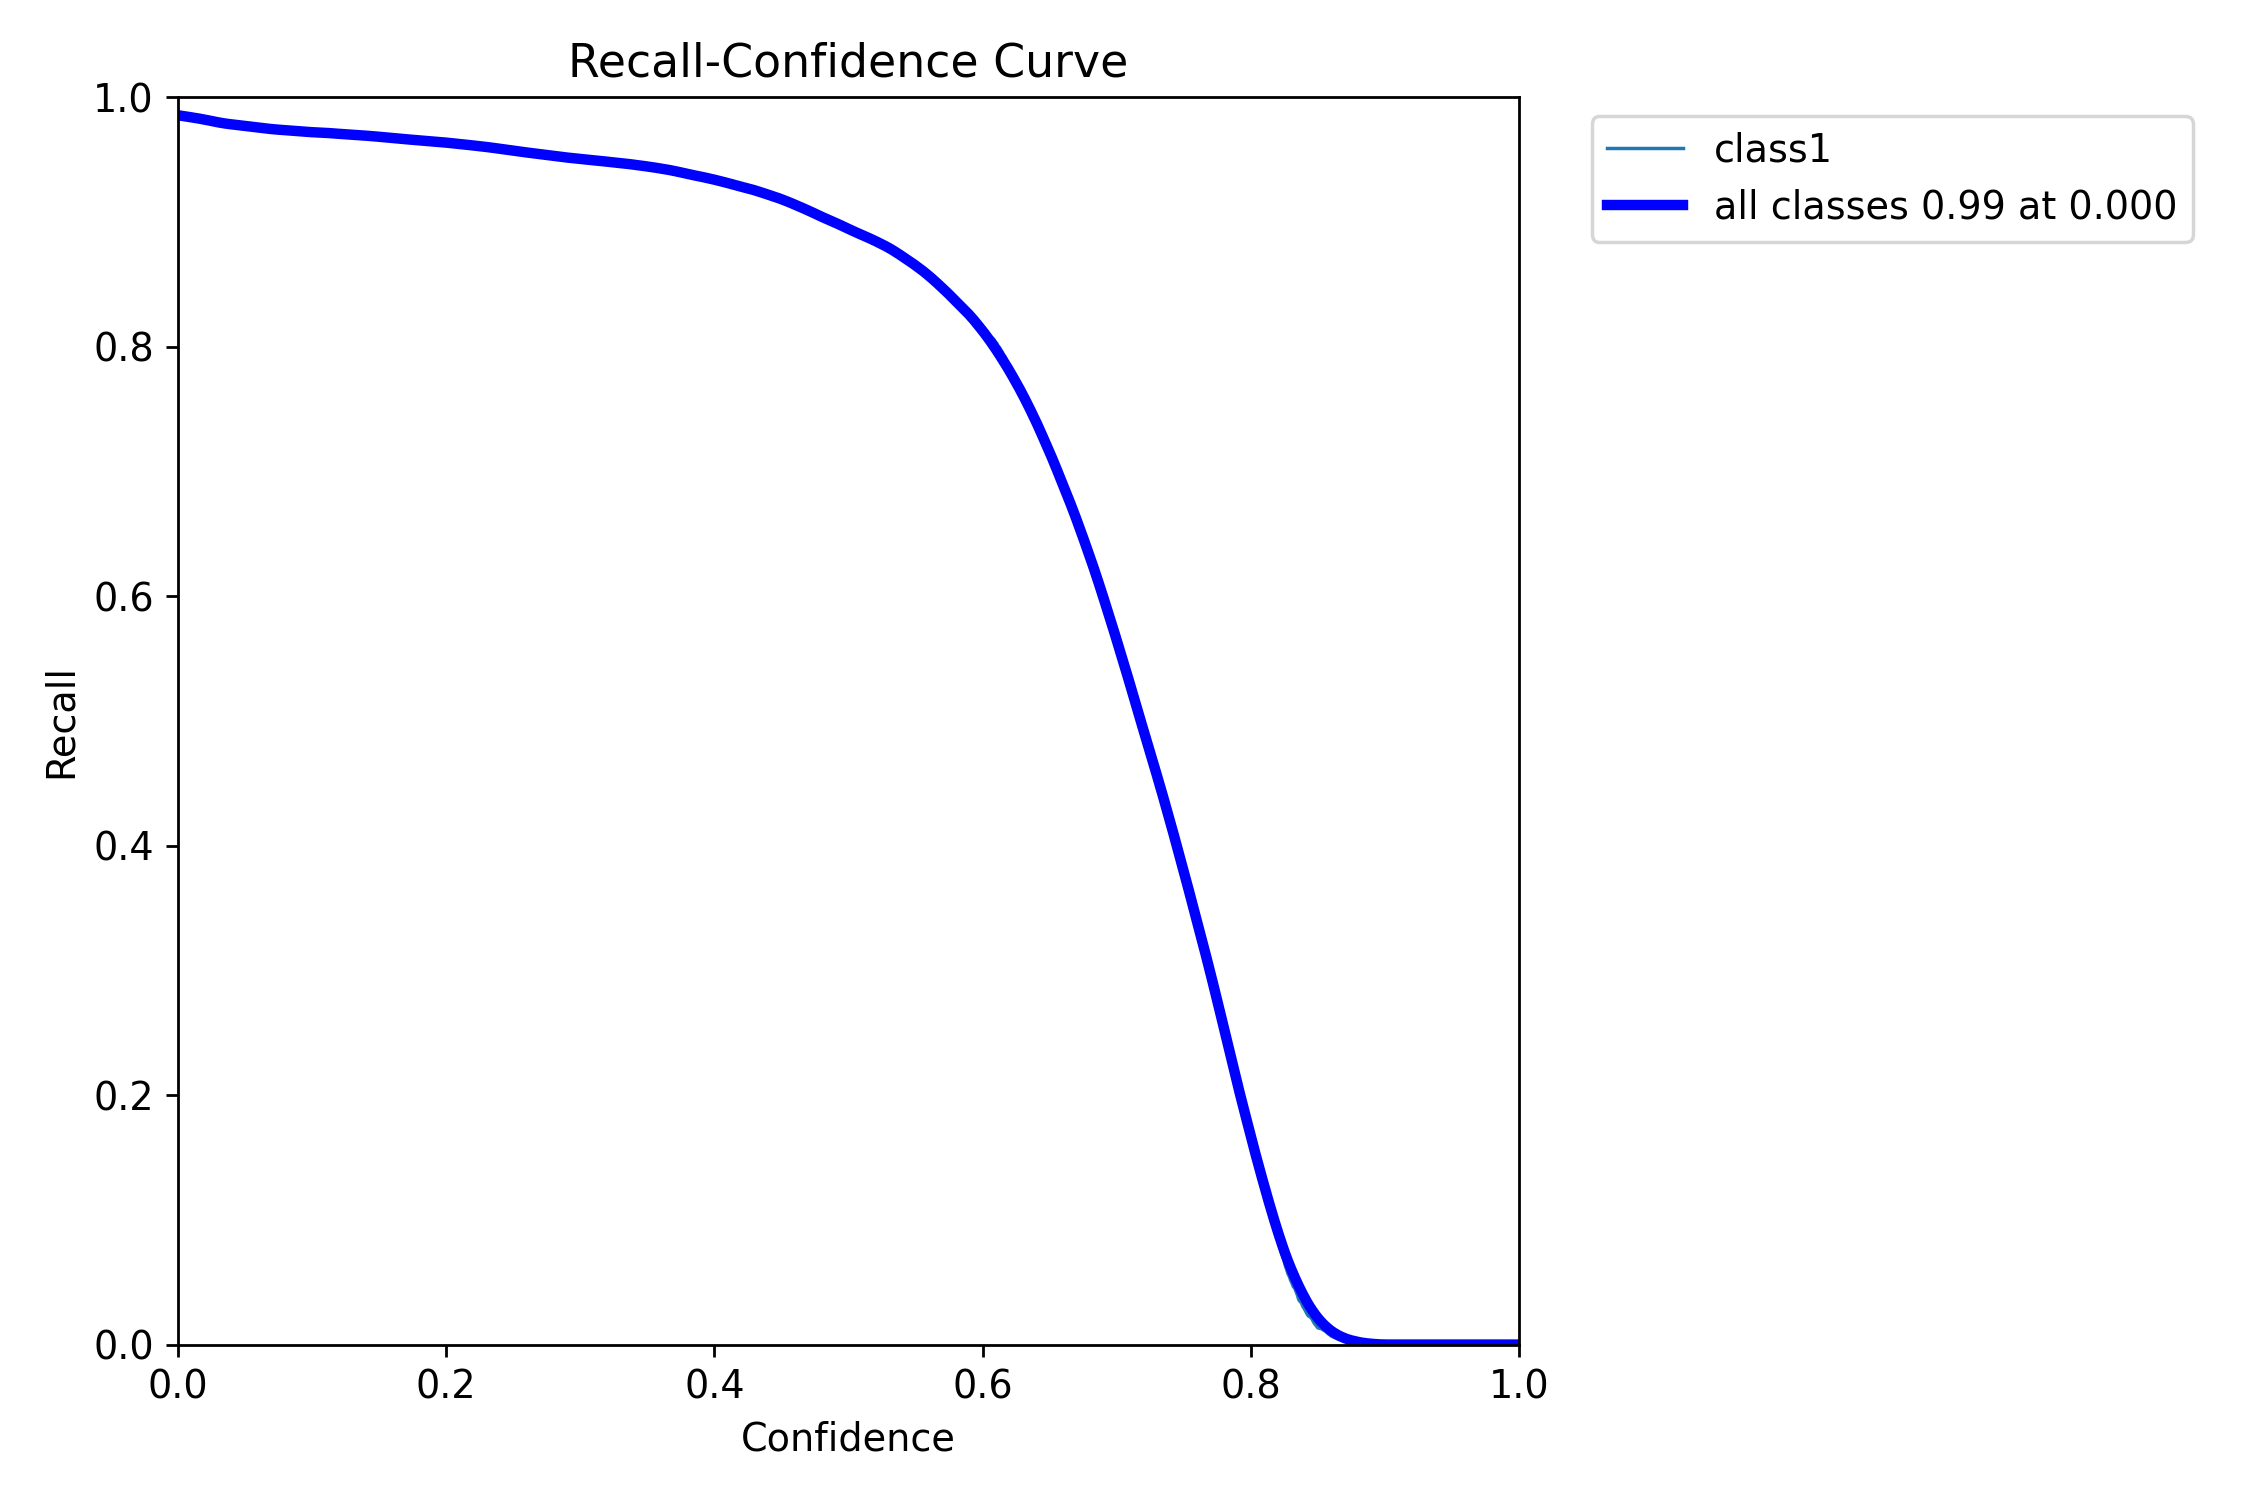 Recall-Confidence Curve
1.0
0.8
0.6
0.4
0.2
0.0
Recall
0.0 0.2 0.4 0.6 0.8 1.0
Confidence
class1
all classes 0.99 at 0.000